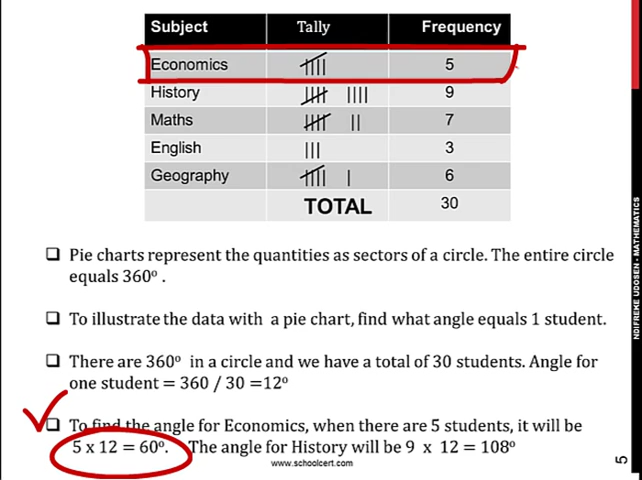 Subject Tally Frequency
Economics 5
History 9
Maths 7
English 3
Geography 6
TOTAL 30
Pie charts represent the quantities as sectors of a circle. The entire circle
equals 360° .
To illustrate the data with a pie chart, find what angle equals 1 student.
There are 360° in a circle and we have a total of 30 students. Angle for
one student = 360 / 30 =12°
To find the angle for Economics, when there are 5 students, it will be
5 x 12 = 60°. The angle for History will be 9 x 12 = 108°
www.schoolcert.com
NDIFREKE UDOSEN - MATHEMATICS
5